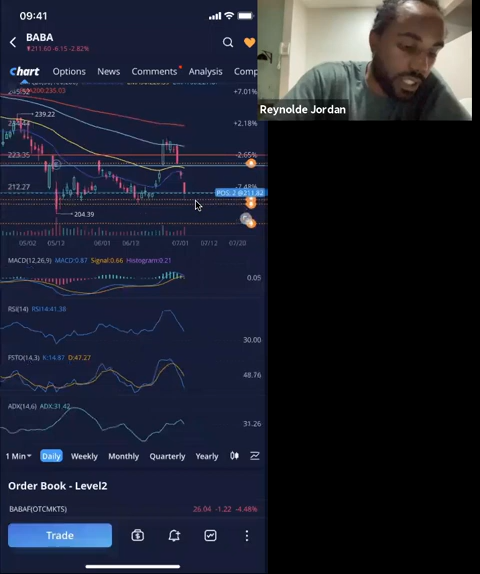 09:41
BABA
▼211.60 -6.15 -2.82%
Chart Options News Comments Analysis Comp
+7.01%
239.22
+2.18%
223.35
-2.65%
212.27
-7.48%
204.39
05/02 05/13 06/01 06/13 07/01 07/12 07/20
MACD(12,26,9) MACD:0.87 Signal:0.66 Histogram:0.21
0.05
RSI(14) RSI14:41.38
30.00
FSTO(14,3) K:14.87 D:47.27
48.76
ADX(14,6) ADX:31.42
31.26
1 Min Daily Weekly Monthly Quarterly Yearly
Order Book - Level2
BABAF(OTCMKTS) 26.04 -1.22 -4.48%
Trade
Reynolde Jordan